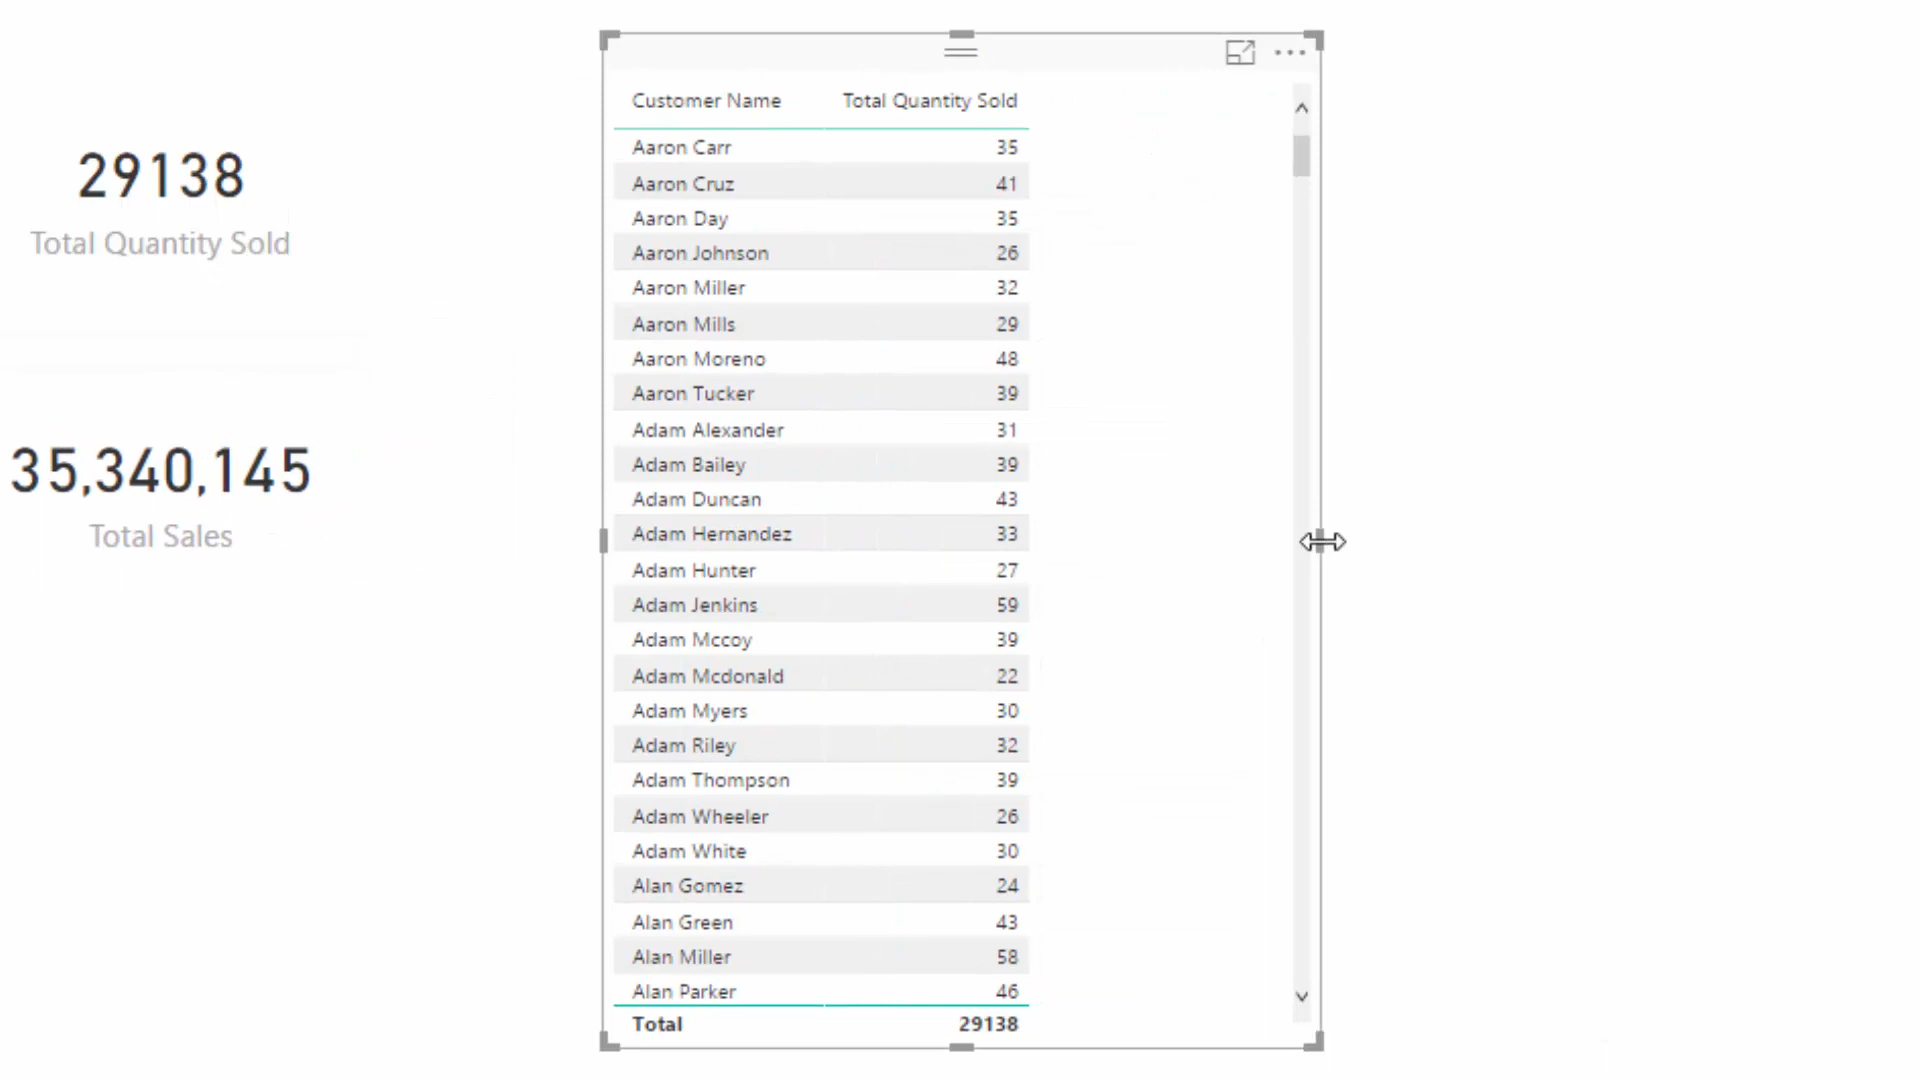 29138
Total Quantity Sold
35,340,145
Total Sales
Customer Name Total Quantity Sold
Aaron Carr 35
Aaron Cruz 41
Aaron Day 35
Aaron Johnson 26
Aaron Miller 32
Aaron Mills 29
Aaron Moreno 48
Aaron Tucker 39
Adam Alexander 31
Adam Bailey 39
Adam Duncan 43
Adam Hernandez 33
Adam Hunter 27
Adam Jenkins 59
Adam Mccoy 39
Adam Mcdonald 22
Adam Myers 30
Adam Riley 32
Adam Thompson 39
Adam Wheeler 26
Adam White 30
Alan Gomez 24
Alan Green 43
Alan Miller 58
Alan Parker 46
Total 29138